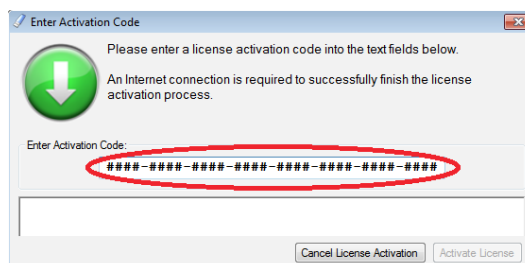 Enter Activation Code
Please enter a license activation code into the text fields below.
An Internet connection is required to successfully finish the license
activation process.
Enter Activation Code:
####-####-####-####-####-####-####-####
Cancel License Activation
Activate License